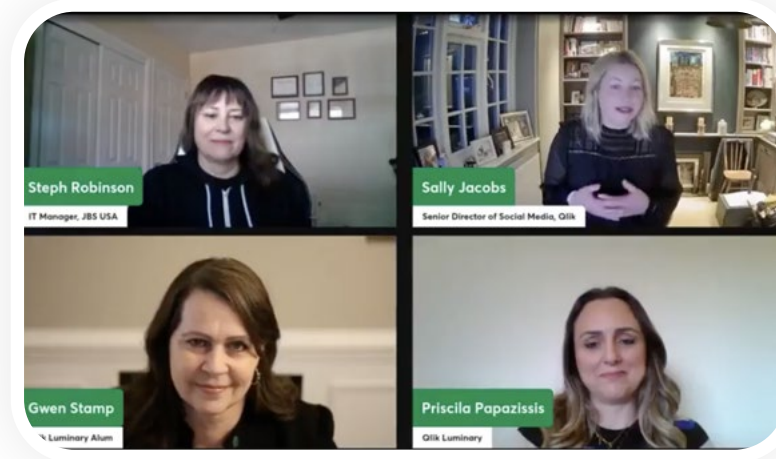 Steph Robinson
IT Manager, JBS USA
Sally Jacobs
Senior Director of Social Media, Qlik
Gwen Stamp
Luminary Alum
Priscila Papazissis
Qlik Luminary